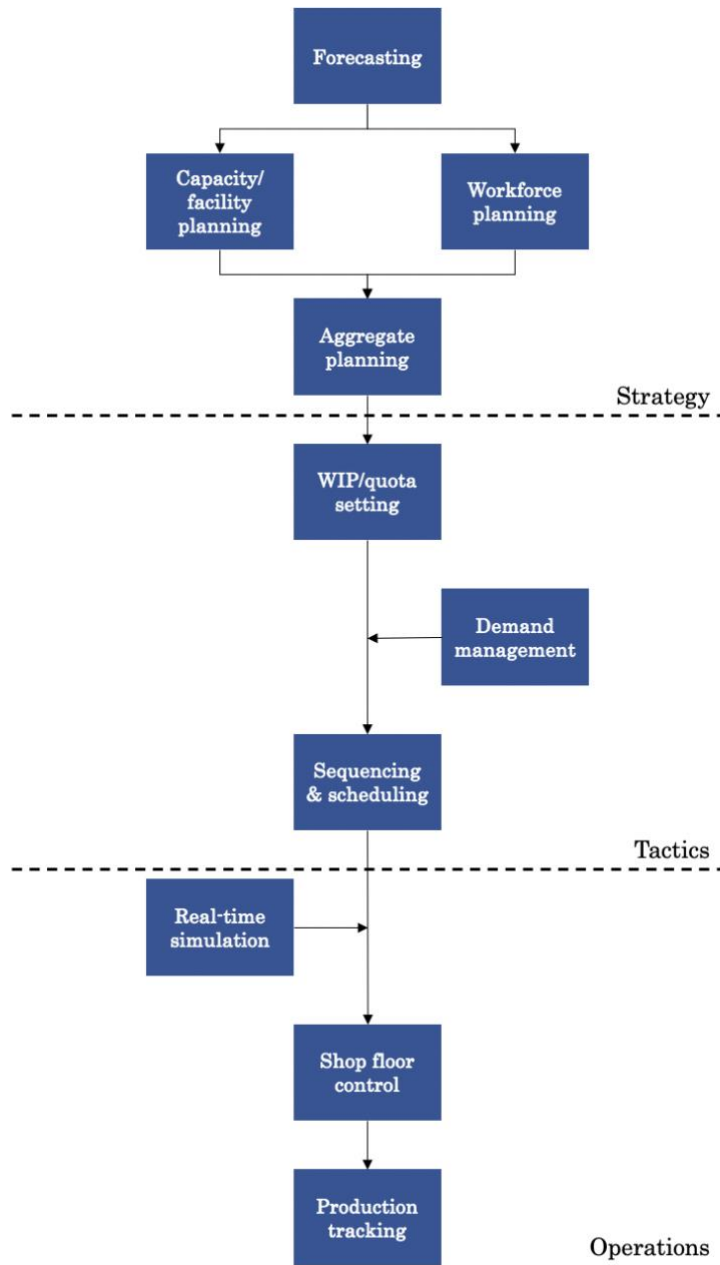 Forecasting
Capacity/
facility
planning
Workforce
planning
Aggregate
planning
Strategy
WIP/quota
setting
Demand
management
Sequencing
& scheduling
Tactics
Real-time
simulation
Shop floor
control
Production
tracking
Operations